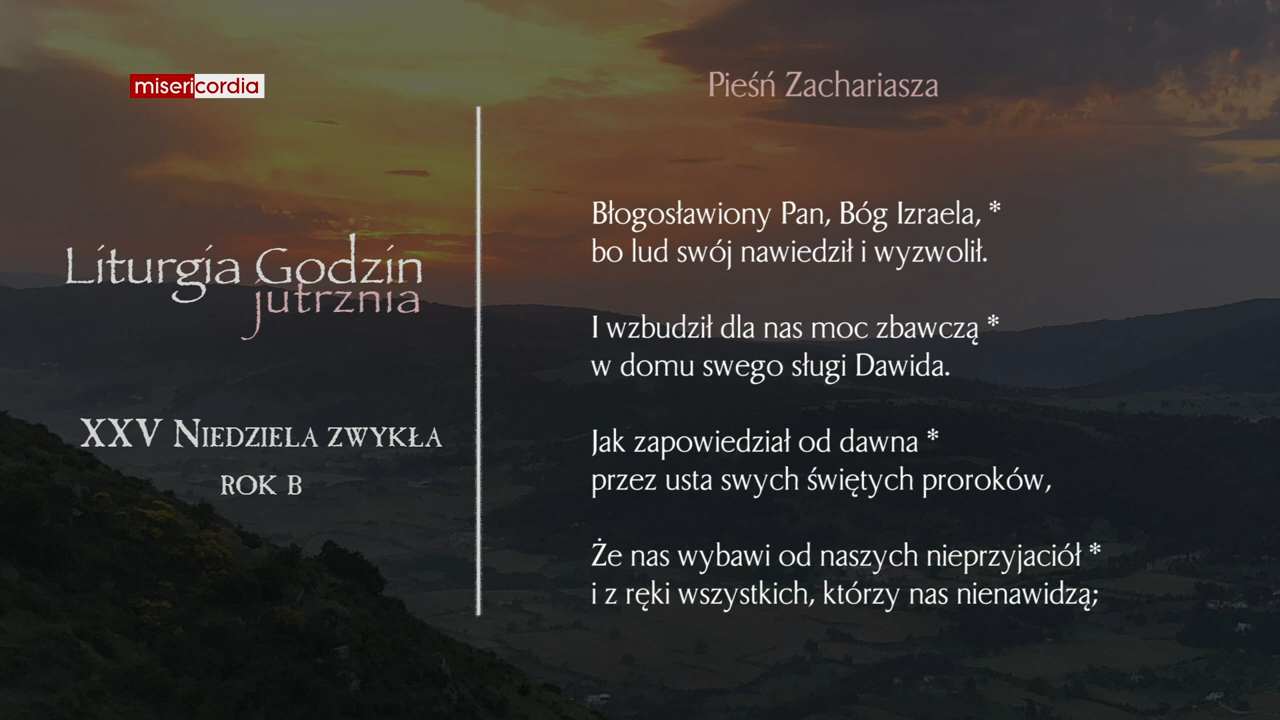 misericordia
Liturgia Godzin
jutrznia
XXV Niedziela zwykła
rok B
Pieśń Zachariasza
Błogosławiony Pan, Bóg Izraela, *
bo lud swój nawiedził i wyzwolił.
I wzbudził dla nas moc zbawczą *
w domu swego sługi Dawida.
Jak zapowiedział od dawna *
przez usta swych świętych proroków,
Że nas wybawi od naszych nieprzyjaciół *
i z ręki wszystkich, którzy nas nienawidzą;